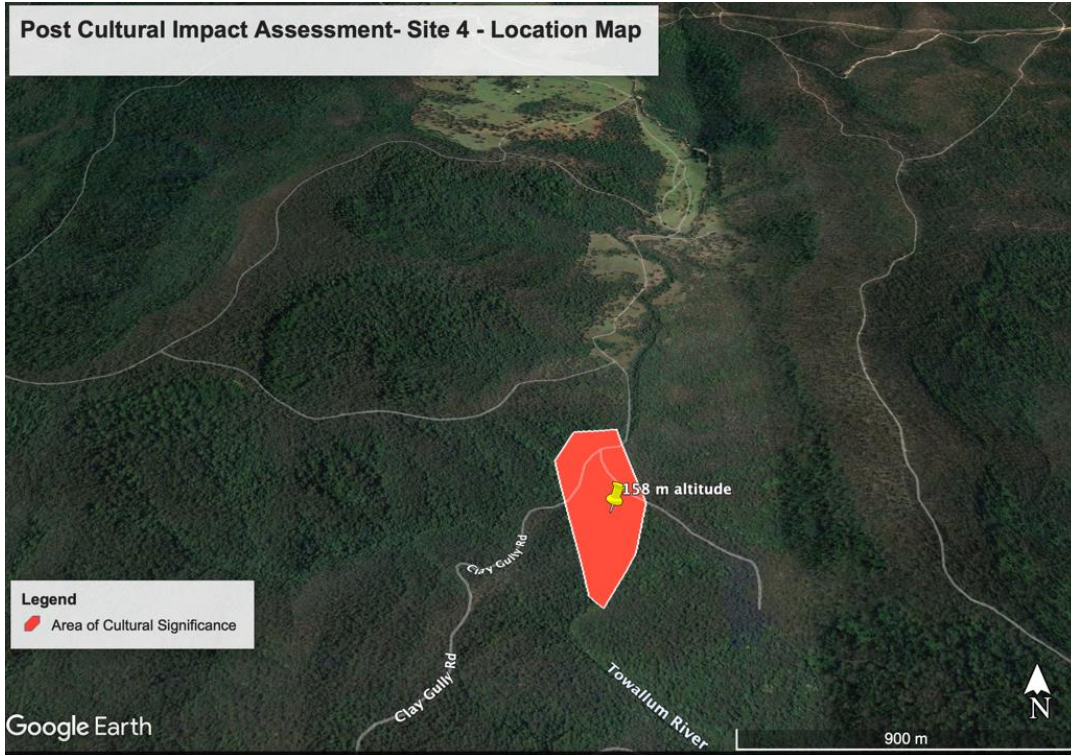 Post Cultural Impact Assessment- Site 4 - Location Map
158 m altitude
Clay Gully Rd
Legend
Area of Cultural Significance
Clay Gully Rd
Towallum River
N
Google Earth
900 m